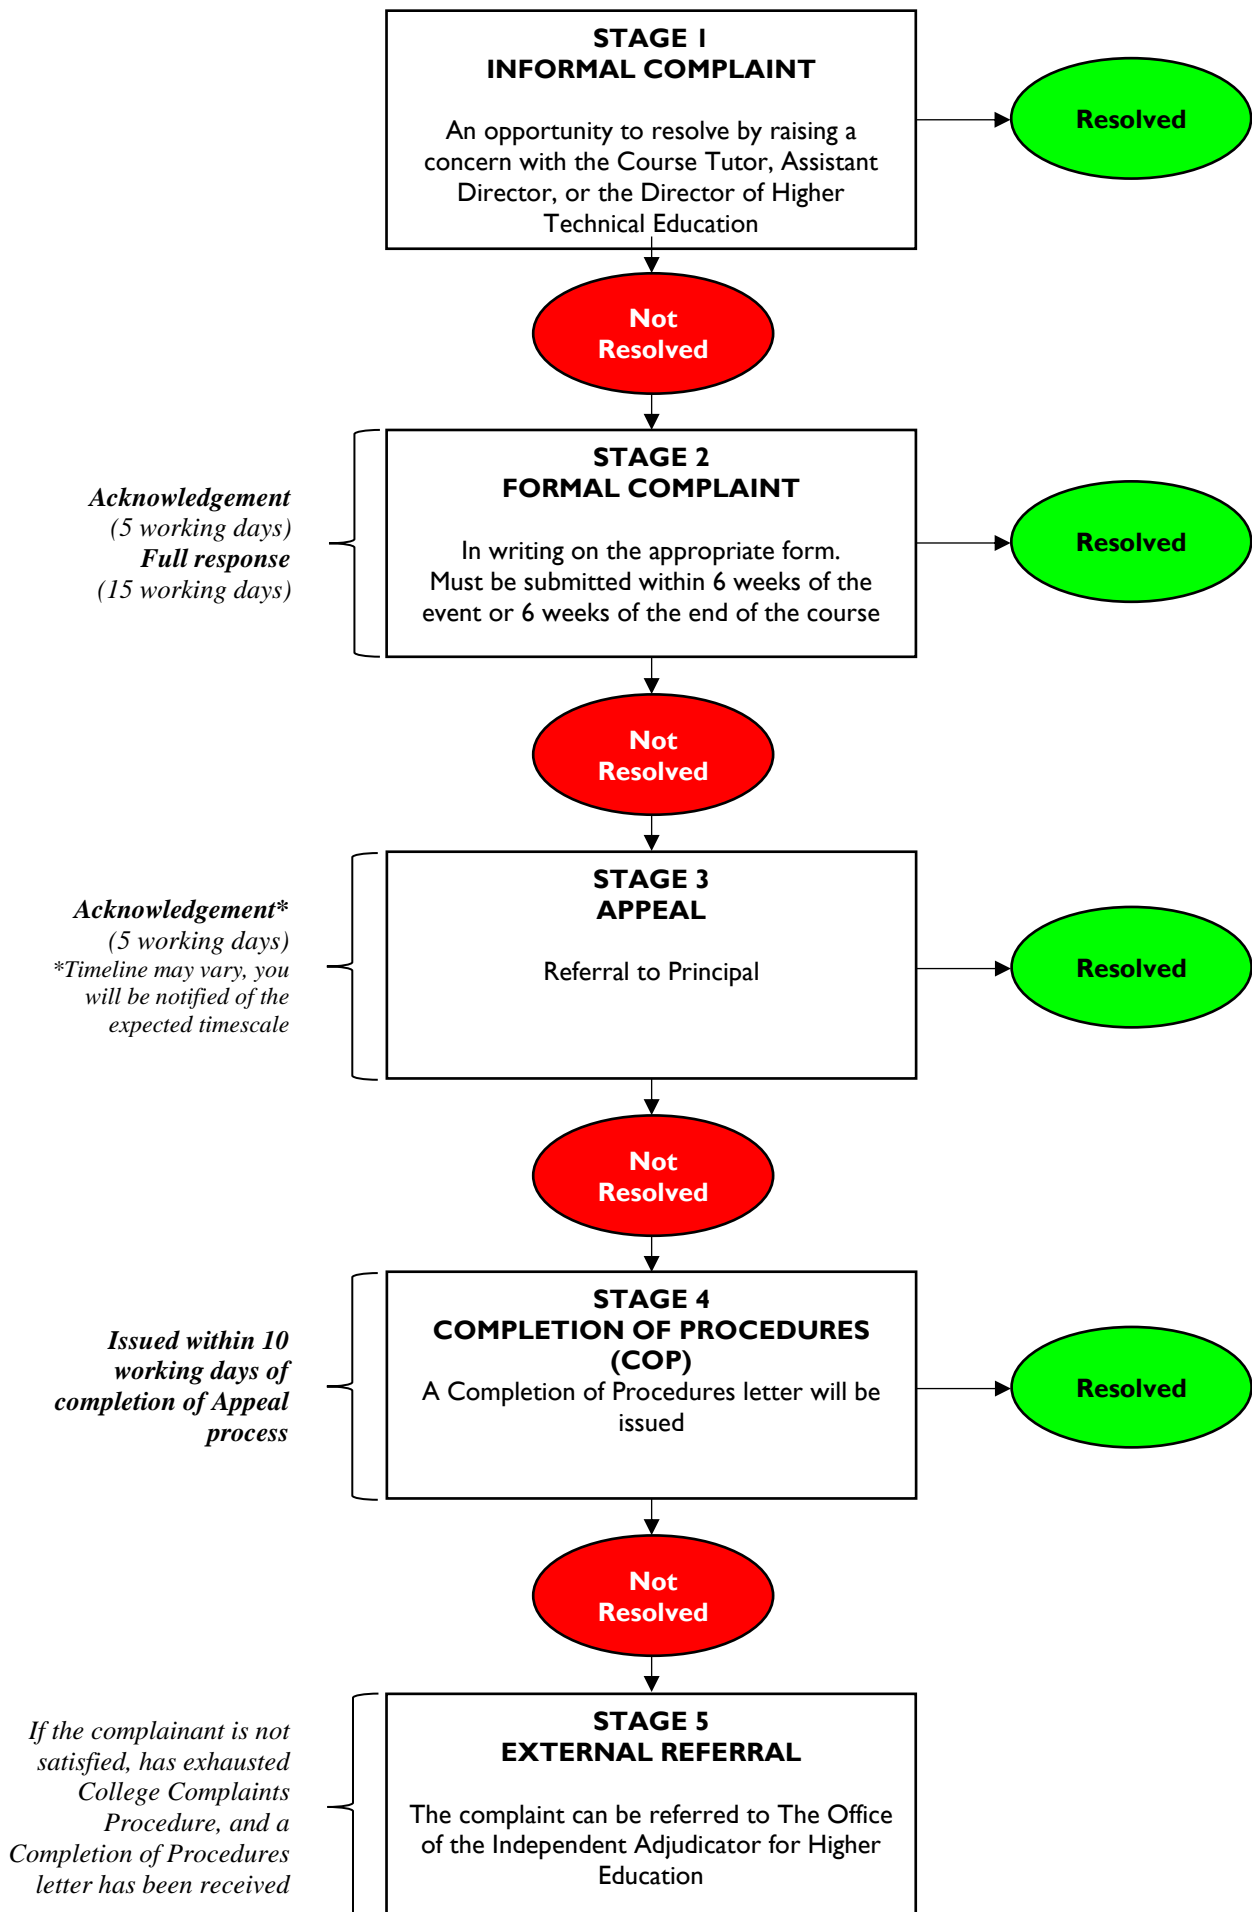 STAGE 1
INFORMAL COMPLAINT
An opportunity to resolve by raising a
concern with the Course Tutor, Assistant
Director, or the Director of Higher
Technical Education
Resolved
Not
Resolved
Acknowledgement
(5 working days)
Full response
(15 working days)
STAGE 2
FORMAL COMPLAINT
In writing on the appropriate form.
Must be submitted within 6 weeks of the
event or 6 weeks of the end of the course
Resolved
Not
Resolved
Acknowledgement*
(5 working days)
*Timeline may vary, you
will be notified of the
expected timescale
STAGE 3
APPEAL
Referral to Principal
Resolved
Not
Resolved
Issued within 10
working days of
completion of Appeal
process
STAGE 4
COMPLETION OF PROCEDURES
(COP)
A Completion of Procedures letter will be
issued
Resolved
Not
Resolved
If the complainant is not
satisfied, has exhausted
College Complaints
Procedure, and a
Completion of Procedures
letter has been received
STAGE 5
EXTERNAL REFERRAL
The complaint can be referred to The Office
of the Independent Adjudicator for Higher
Education